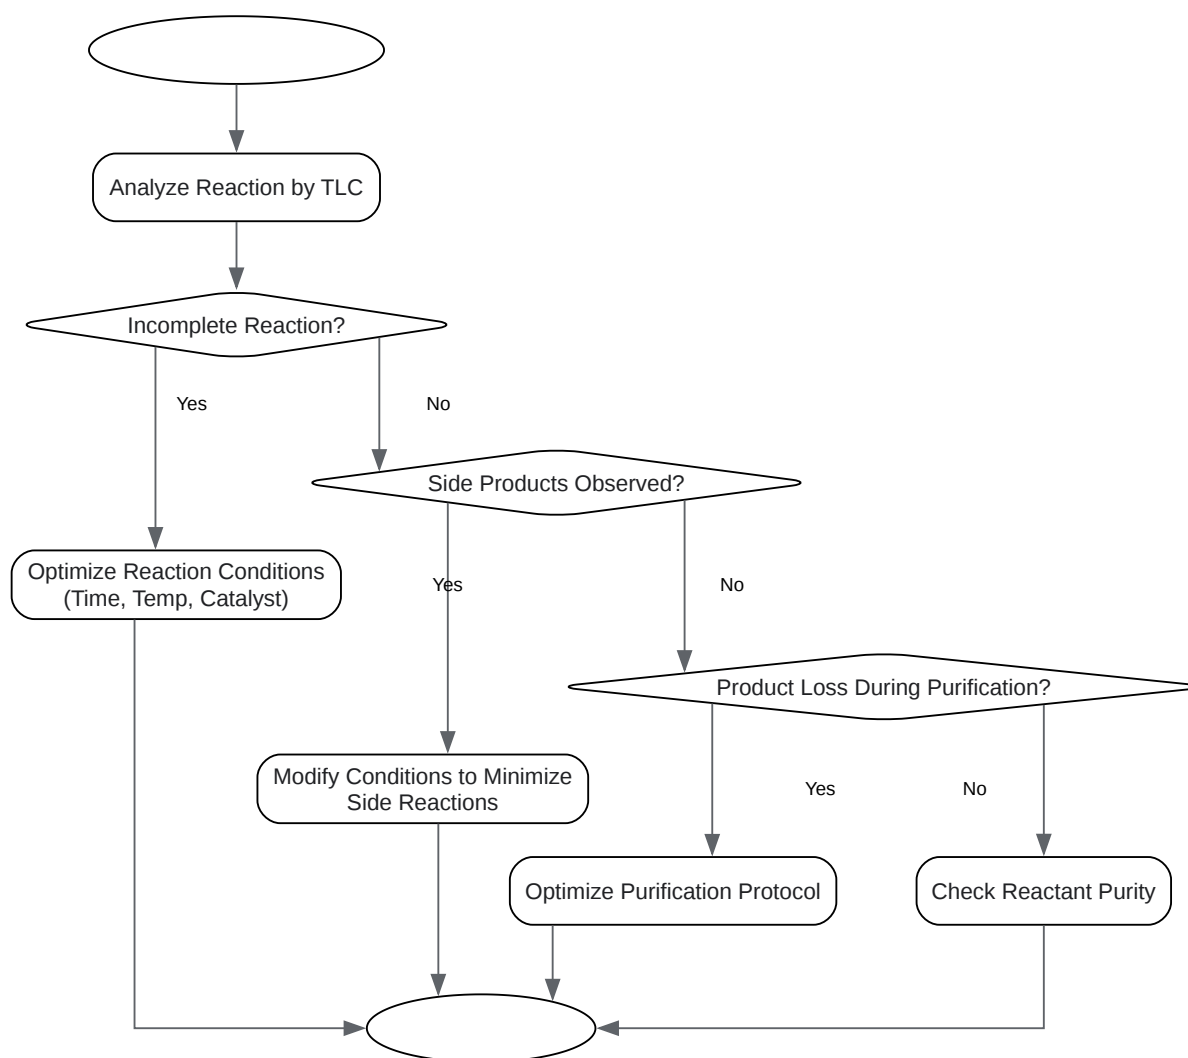 Analyze Reaction by TLC
Incomplete Reaction?
Yes
No
Side Products Observed?
Optimize Reaction Conditions
(Time, Temp, Catalyst)
Yes
No
Product Loss During Purification?
Modify Conditions to Minimize
Side Reactions
Yes
No
Optimize Purification Protocol
Check Reactant Purity